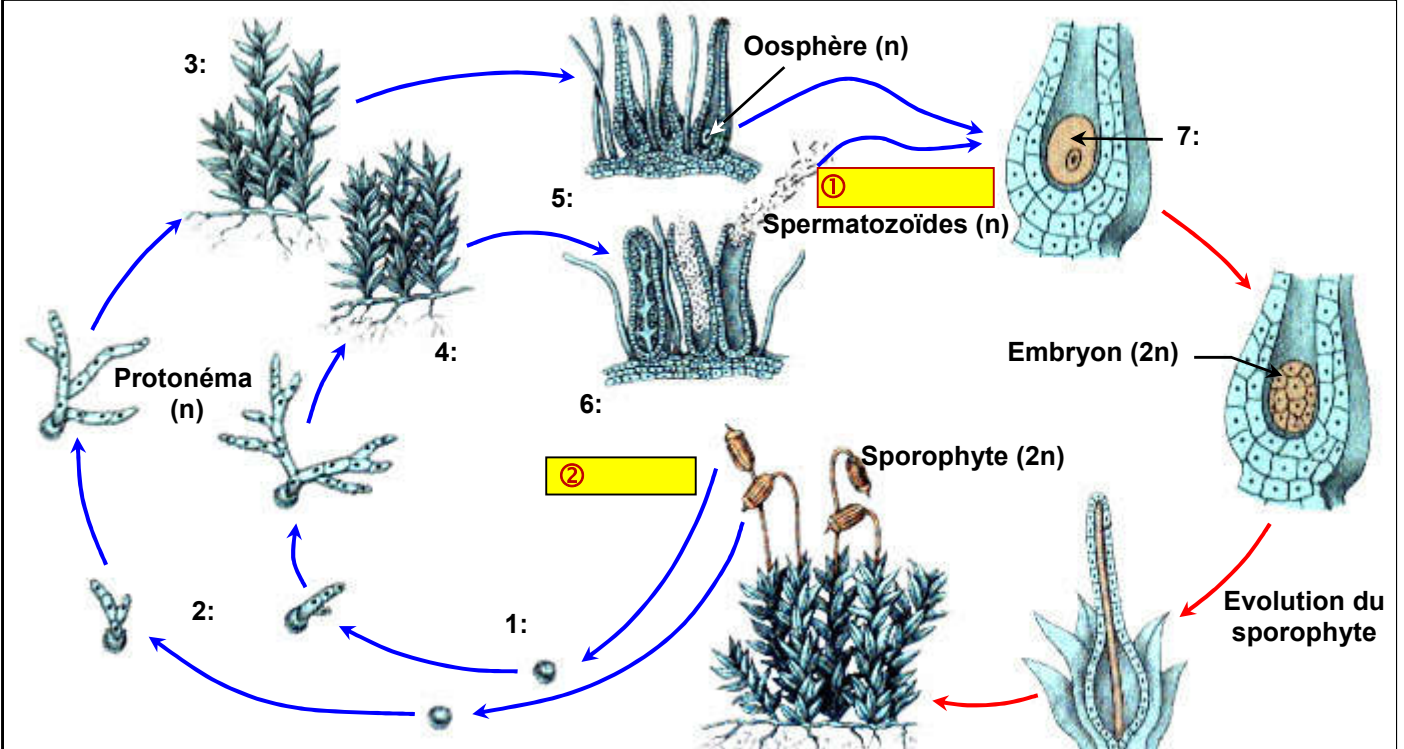 3:
Oosphère (n)
7:
①
5:
Spermatozoïdes (n)
4:
Embryon (2n)
Protonéma
(n)
6:
Sporophyte (2n)
②
2:
1:
Evolution du
sporophyte